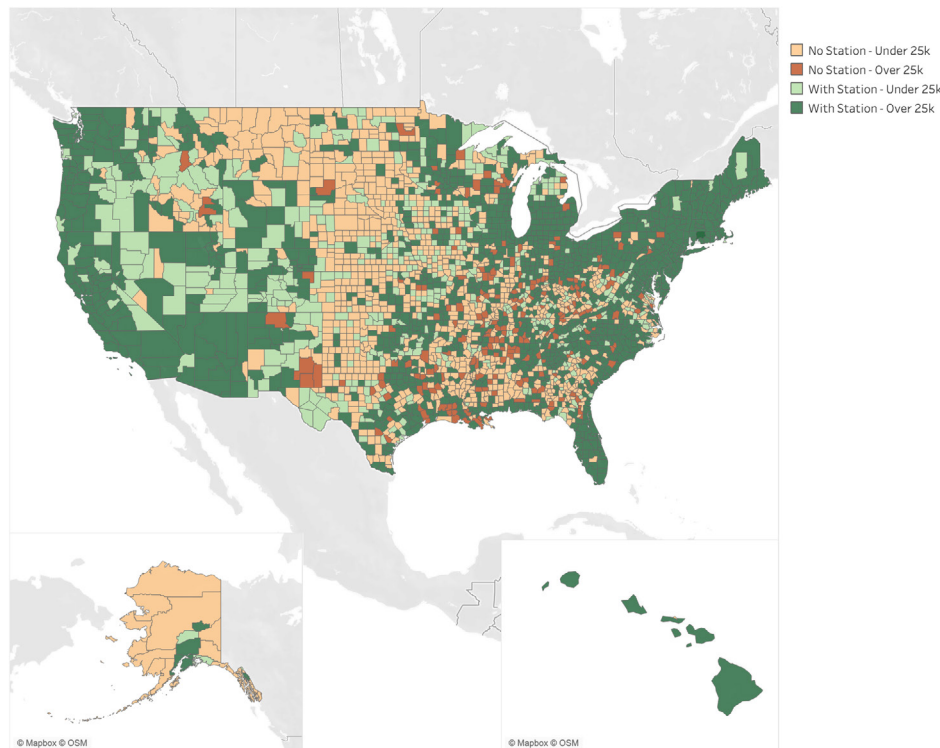 No Station - Under 25k
No Station - Over 25k
With Station - Under 25k
With Station - Over 25k
© Mapbox © OSM
© Mapbox © OSM